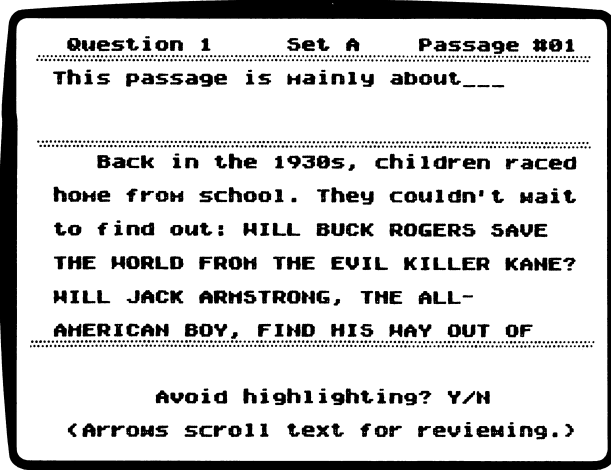 Question 1 Set A Passage #01
This passage is mainly about___
Back in the 1930s, children raced
home from school. They couldn't wait
to find out: WILL BUCK ROGERS SAVE
THE WORLD FROM THE EVIL KILLER KANE?
WILL JACK ARMSTRONG, THE ALL-
AMERICAN BOY, FIND HIS WAY OUT OF
Avoid highlighting? Y/N
(Arrows scroll text for reviewing.)